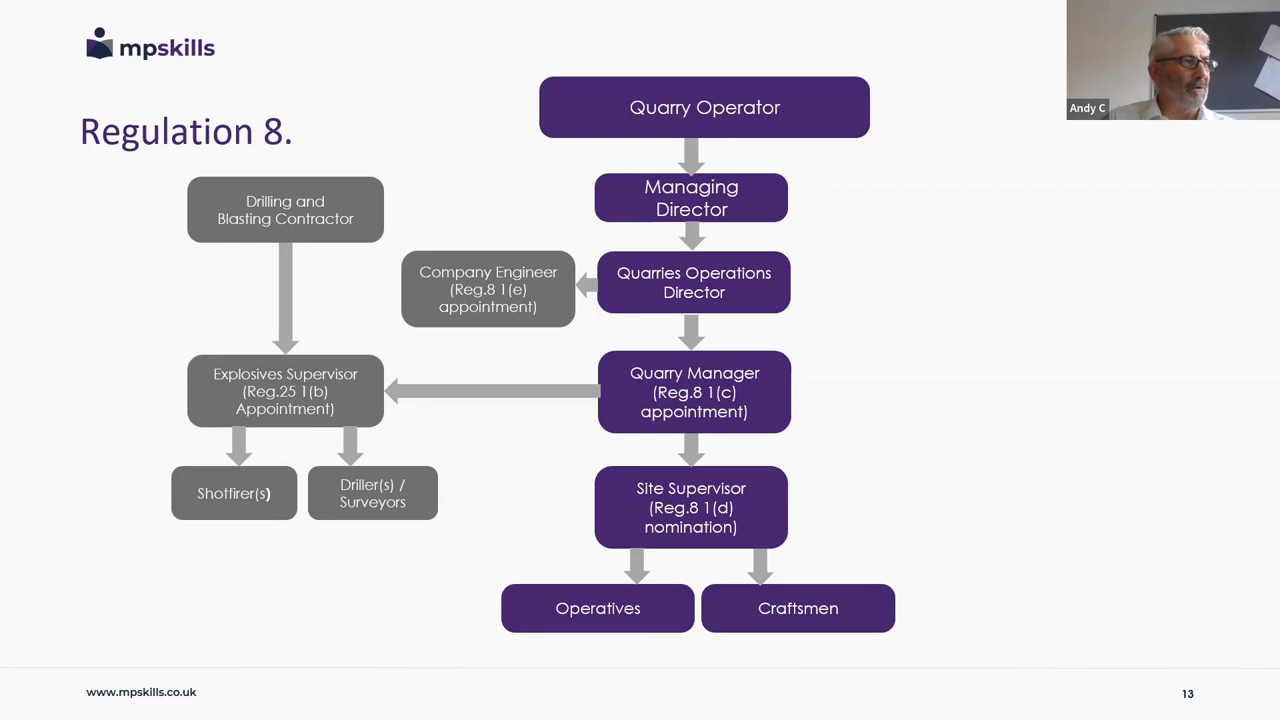 mpskills
Andy C
Regulation 8.
Quarry Operator
Managing
Director
Drilling and
Blasting Contractor
Company Engineer
(Reg.8 1(e)
appointment)
Quarries Operations
Director
Explosives Supervisor
(Reg.25 1(b)
Appointment)
Quarry Manager
(Reg.8 1(c)
appointment)
Shotfirer(s)
Driller(s) /
Surveyors
Site Supervisor
(Reg.8 1(d)
nomination)
Operatives
Craftsmen
www.mpskills.co.uk
13